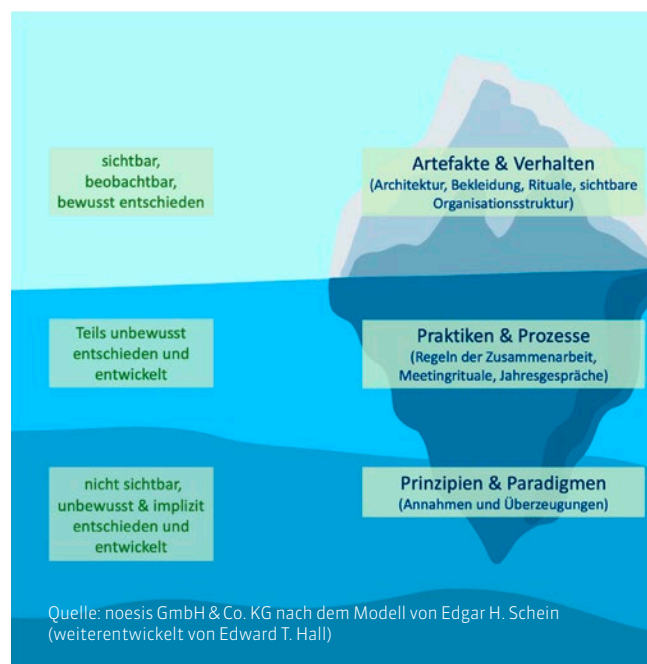 sichtbar,
beobachtbar,
bewusst entschieden
Artefakte & Verhalten
(Architektur, Bekleidung, Rituale, sichtbare
Organisationsstruktur)
Teils unbewusst
entschieden und
entwickelt
Praktiken & Prozesse
(Regeln der Zusammenarbeit,
Meetingrituale, Jahresgespräche)
nicht sichtbar,
unbewusst & implizit
entschieden und
entwickelt
Prinzipien & Paradigmen
(Annahmen und Überzeugungen)
Quelle: noesis GmbH & Co. KG nach dem Modell von Edgar H. Schein
(weiterentwickelt von Edward T. Hall)